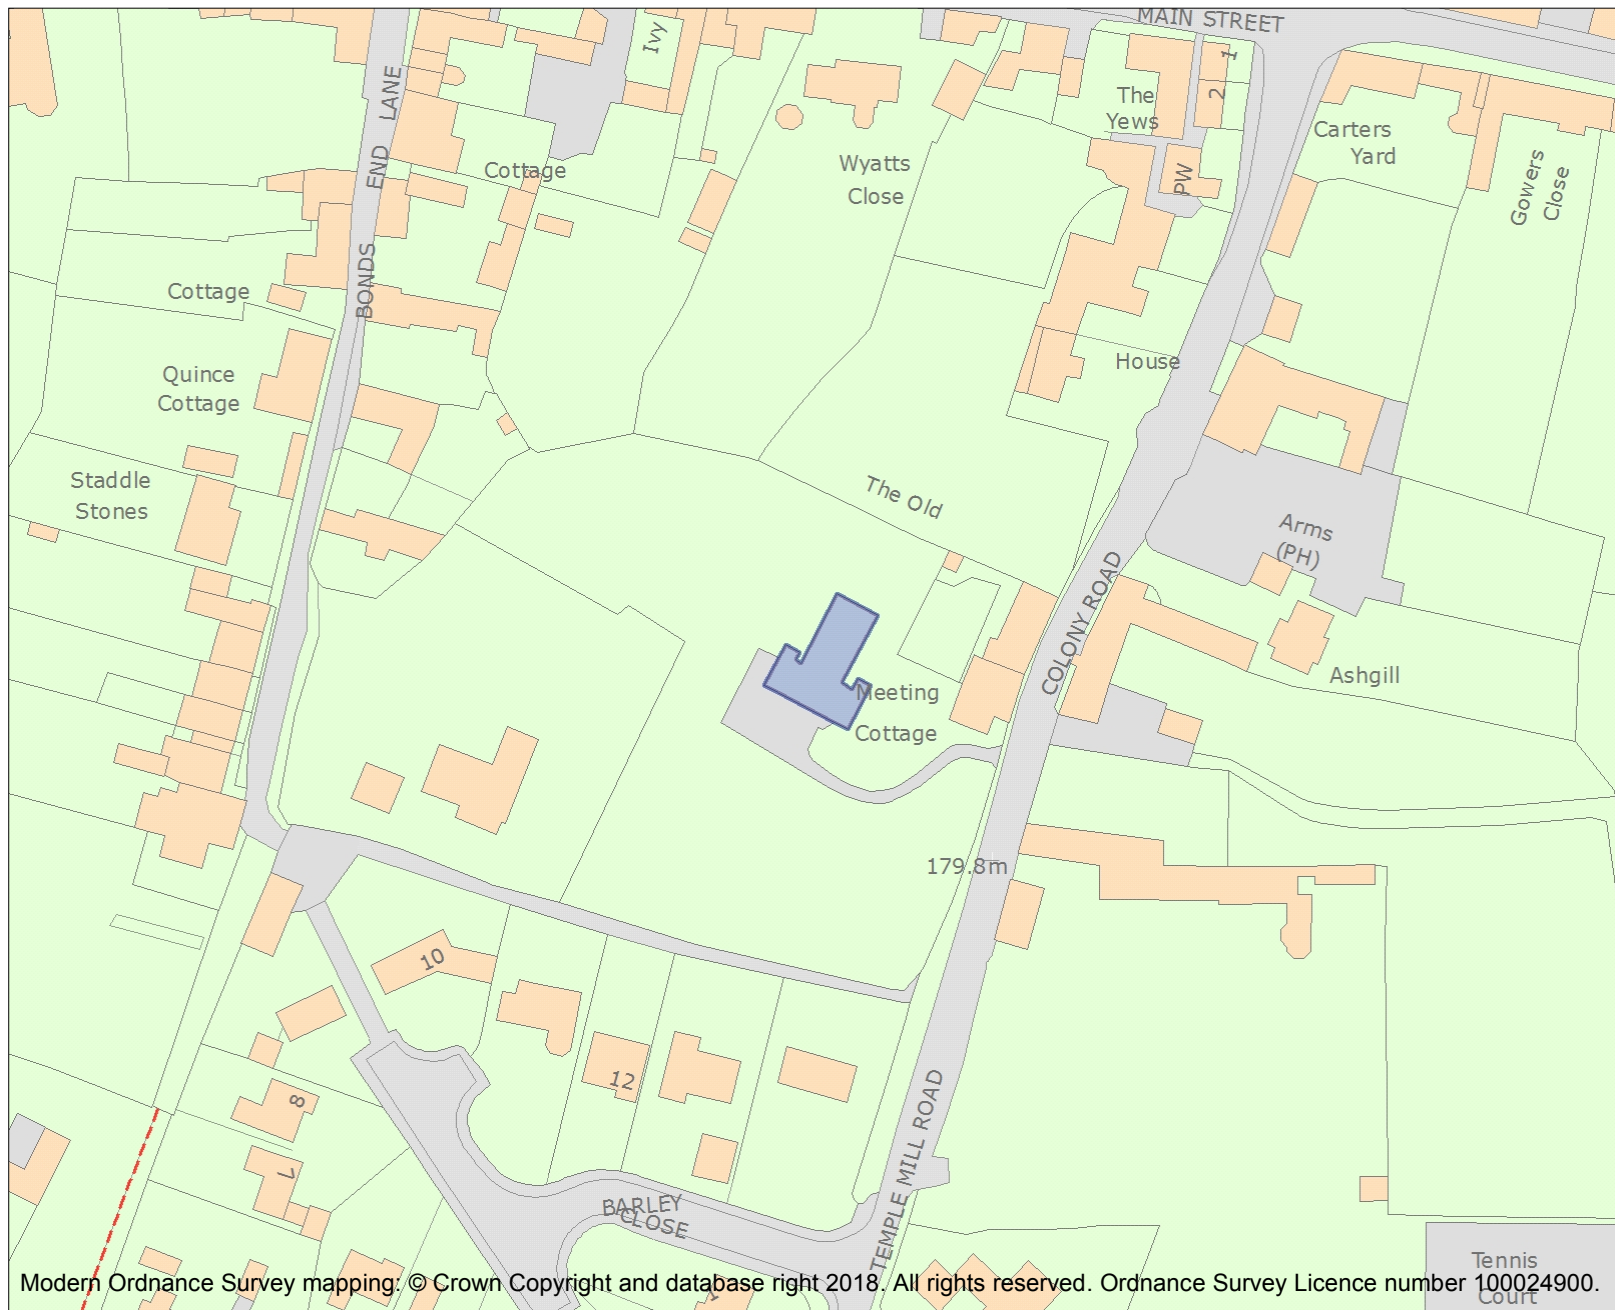 MAIN STREET
Ivy
BONDS END LANE
1
2
The
Yews
PW
Carters
Yard
Gowers
Close
Cottage
Wyatts
Close
Cottage
House
Quince
Cottage
Staddle
Stones
The Old
Arms
(PH)
COLONY ROAD
Ashgill
Meeting
Cottage
179.8m
10
12
8
7
TEMPLE MILL ROAD
BARLEY
CLOSE
Tennis
Court
1
Modern Ordnance Survey mapping: © Crown Copyright and database right 2018. All rights reserved. Ordnance Survey Licence number 100024900.